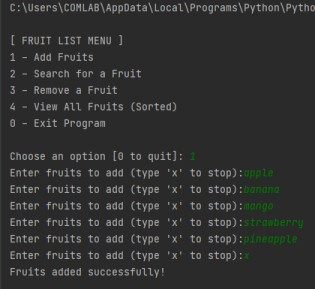 C:\Users\COMLAB\AppData\Local\Programs\Python\Pytho
[ FRUIT LIST MENU ]
1 - Add Fruits
2 - Search for a Fruit
3 - Remove a Fruit
4 - View All Fruits (Sorted)
0 - Exit Program
Choose an option [0 to quit]: 1
Enter fruits to add (type 'x' to stop):apple
Enter fruits to add (type 'x' to stop):banana
Enter fruits to add (type 'x' to stop):mango
Enter fruits to add (type 'x' to stop):strawberry
Enter fruits to add (type 'x' to stop):pineapple
Enter fruits to add (type 'x' to stop):x
Fruits added successfully!